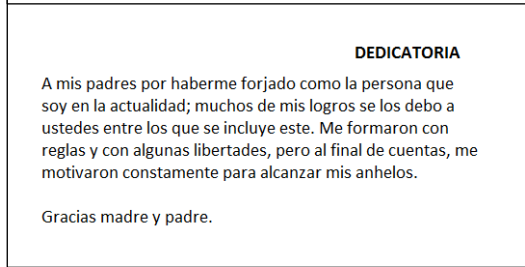 DEDICATORIA
A mis padres por haberme forjado como la persona que
soy en la actualidad; muchos de mis logros se los debo a
ustedes entre los que se incluye este. Me formaron con
reglas y con algunas libertades, pero al final de cuentas, me
motivaron constamente para alcanzar mis anhelos.
Gracias madre y padre.